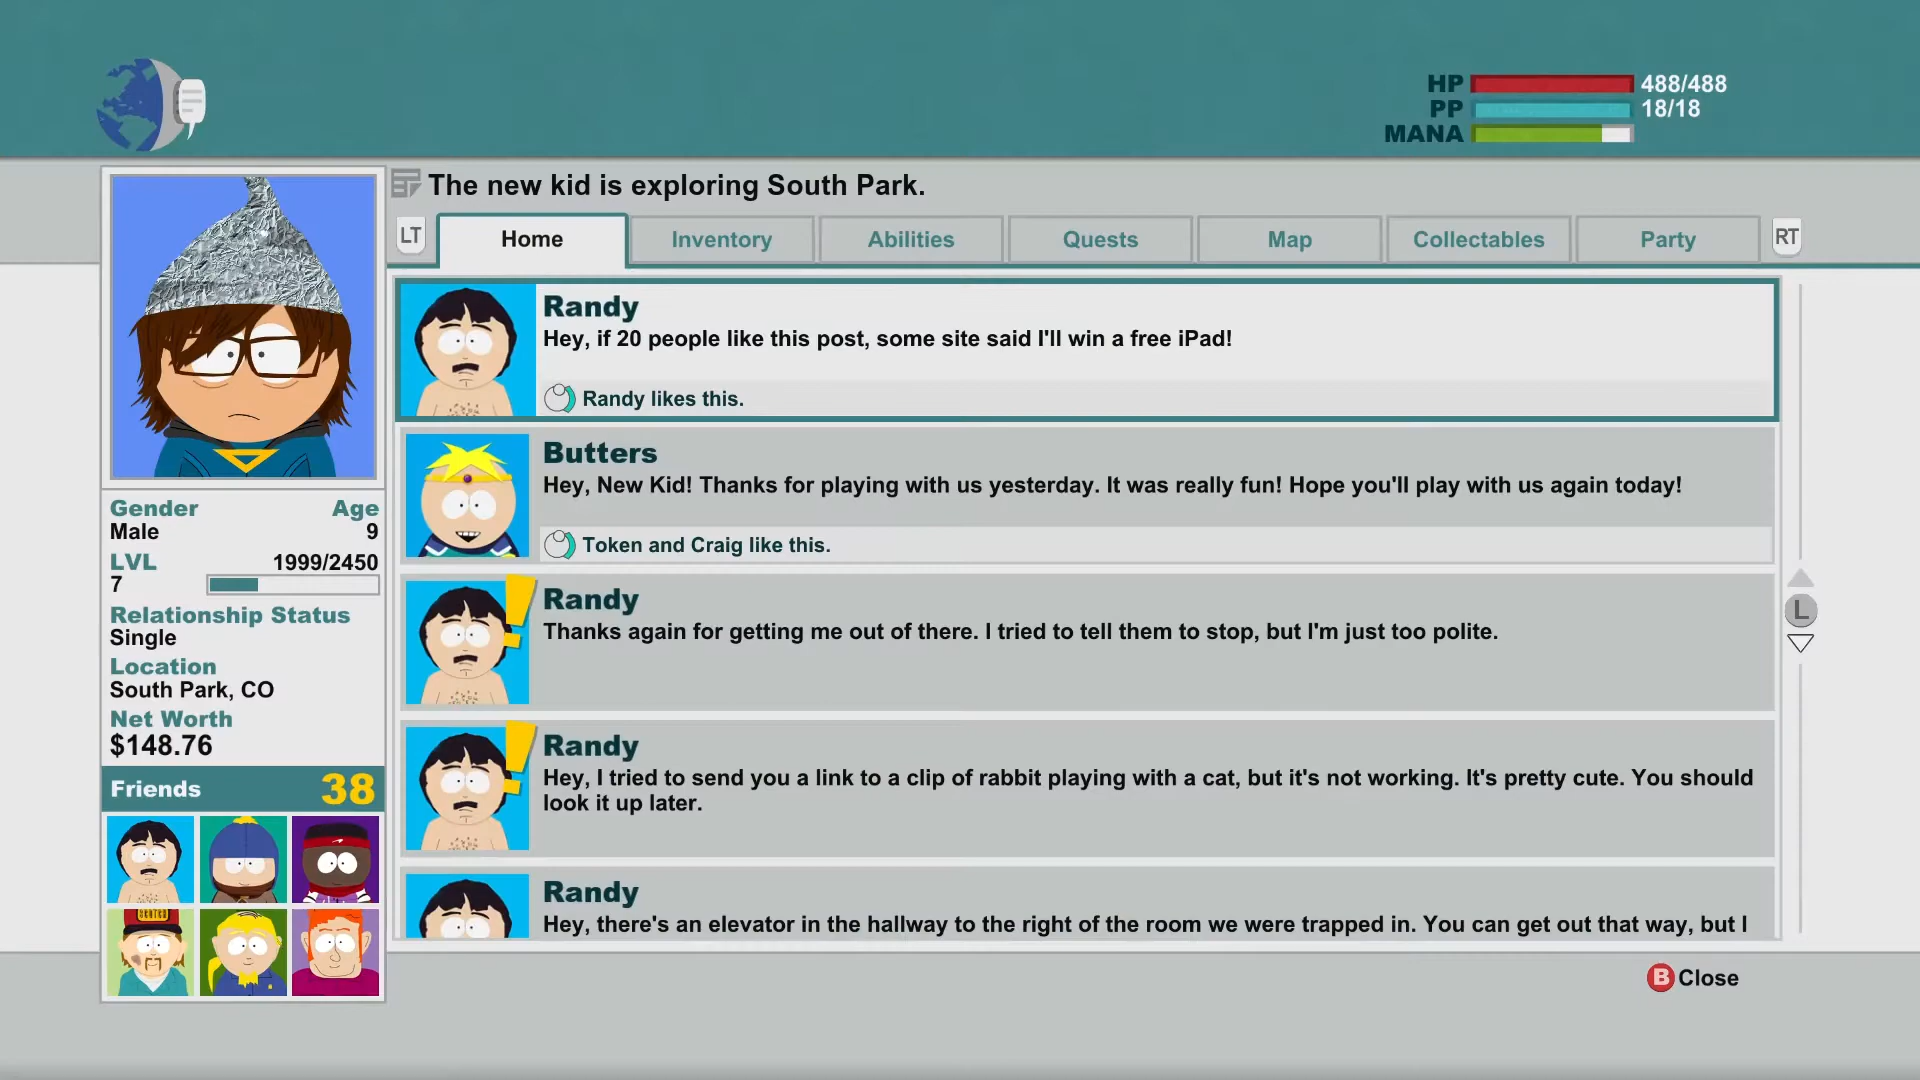 HP 488/488
PP 18/18
MANA
The new kid is exploring South Park.
LT Home Inventory Abilities Quests Map Collectables Party RT
Gender Age
Male 9
LVL 1999/2450
7
Relationship Status
Single
Location
South Park, CO
Net Worth
$148.76
Friends 38
Randy
Hey, if 20 people like this post, some site said I'll win a free iPad!
Randy likes this.
Butters
Hey, New Kid! Thanks for playing with us yesterday. It was really fun! Hope you'll play with us again today!
Token and Craig like this.
Randy
Thanks again for getting me out of there. I tried to tell them to stop, but I'm just too polite.
Randy
Hey, I tried to send you a link to a clip of rabbit playing with a cat, but it's not working. It's pretty cute. You should
look it up later.
Randy
Hey, there's an elevator in the hallway to the right of the room we were trapped in. You can get out that way, but I
L
B Close